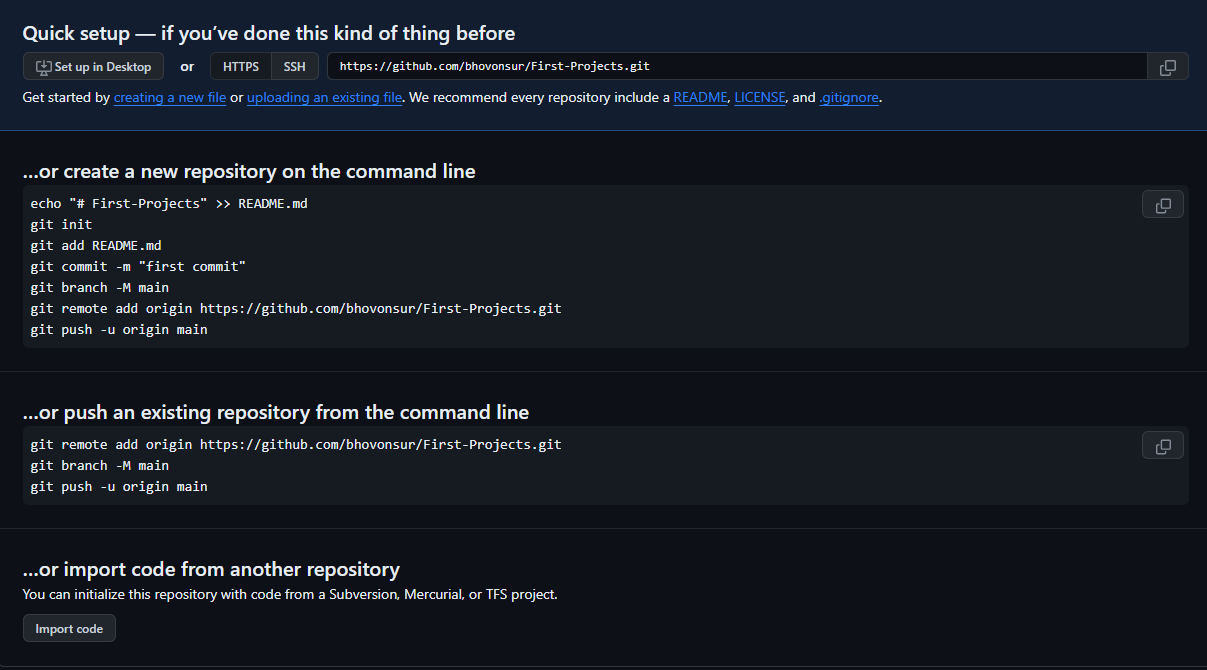 Quick setup — if you’ve done this kind of thing before
Set up in Desktop or HTTPS SSH https://github.com/bhovonsur/First-Projects.git
Get started by creating a new file or uploading an existing file. We recommend every repository include a README, LICENSE, and .gitignore.
…or create a new repository on the command line
echo "# First-Projects" >> README.md
git init
git add README.md
git commit -m "first commit"
git branch -M main
git remote add origin https://github.com/bhovonsur/First-Projects.git
git push -u origin main
…or push an existing repository from the command line
git remote add origin https://github.com/bhovonsur/First-Projects.git
git branch -M main
git push -u origin main
…or import code from another repository
You can initialize this repository with code from a Subversion, Mercurial, or TFS project.
Import code